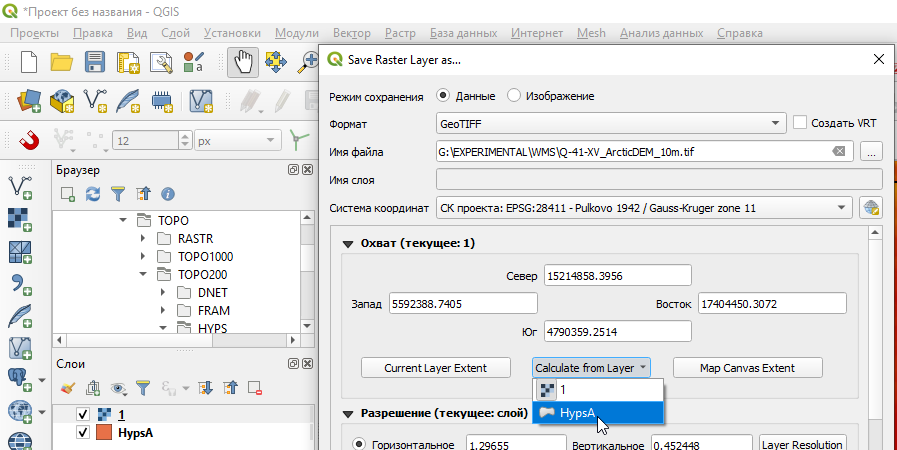 *Проект без названия - QGIS
Проекты Правка Вид Слой Установки Модули Вектор Растр База данных Интернет Mesh Анализ данных Справка
Save Raster Layer as...
Режим сохранения Данные Изображение
Формат GeoTIFF Создать VRT
12 px
Имя файла G:\EXPERIMENTAL\WMS\Q-41-XV_ArcticDEM_10m.tif ...
Браузер
Имя слоя
Система координат СК проекта: EPSG:28411 - Pulkovo 1942 / Gauss-Kruger zone 11
TOPO
RASTR
TOPO1000
TOPO200
DNET
FRAM
HYPS
Охват (текущее: 1)
Север 15214858.3956
Запад 5592388.7405 Восток 17404450.3072
Юг 4790359.2514
Current Layer Extent Calculate from Layer Map Canvas Extent
1
HypsA
Слои
1
HypsA
Разрешение (текущее: слой)
Горизонтальное 1.29655 Вертикальное 0.452448 Layer Resolution